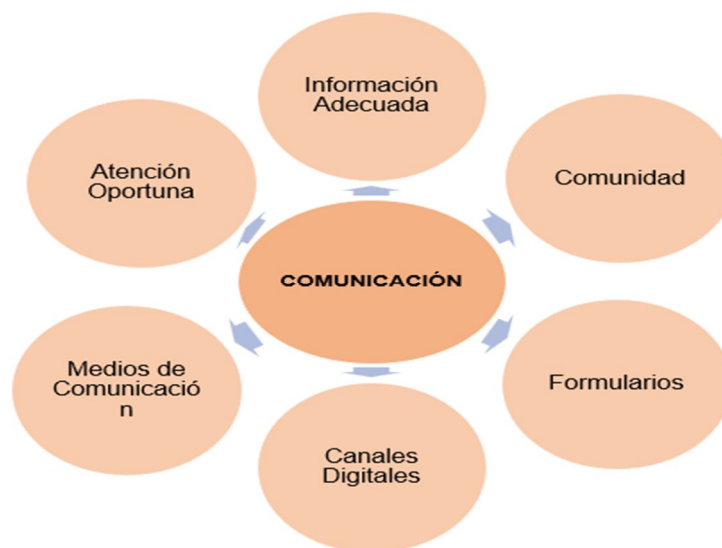 Información
Adecuada
Atención
Oportuna
Comunidad
COMUNICACIÓN
Medios de
Comunicació
n
Formularios
Canales
Digitales